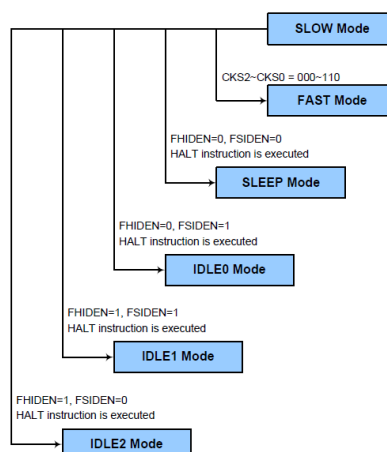 SLOW Mode
CKS2~CKS0 = 000~110
FAST Mode
FHIDEN=0, FSIDEN=0
HALT instruction is executed
SLEEP Mode
FHIDEN=0, FSIDEN=1
HALT instruction is executed
IDLE0 Mode
FHIDEN=1, FSIDEN=1
HALT instruction is executed
IDLE1 Mode
FHIDEN=1, FSIDEN=0
HALT instruction is executed
IDLE2 Mode